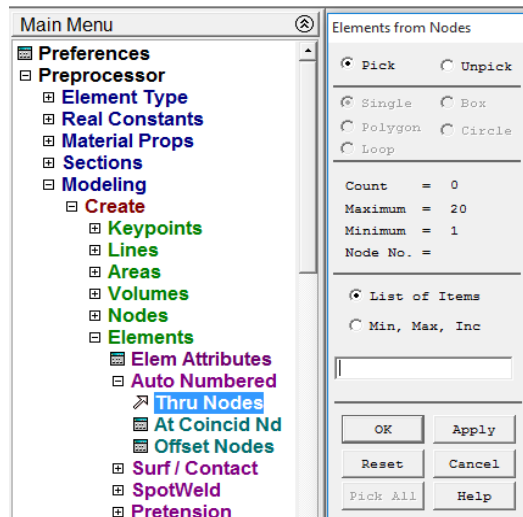 Main Menu
Preferences
Preprocessor
Element Type
Real Constants
Material Props
Sections
Modeling
Create
Keypoints
Lines
Areas
Volumes
Nodes
Elements
Elem Attributes
Auto Numbered
Thru Nodes
At Coincid Nd
Offset Nodes
Surf / Contact
SpotWeld
Pretension
Elements from Nodes
Pick Unpick
Single Box
Polygon Circle
Loop
Count = 0
Maximum = 20
Minimum = 1
Node No. =
List of Items
Min, Max, Inc
OK Apply
Reset Cancel
Pick All Help